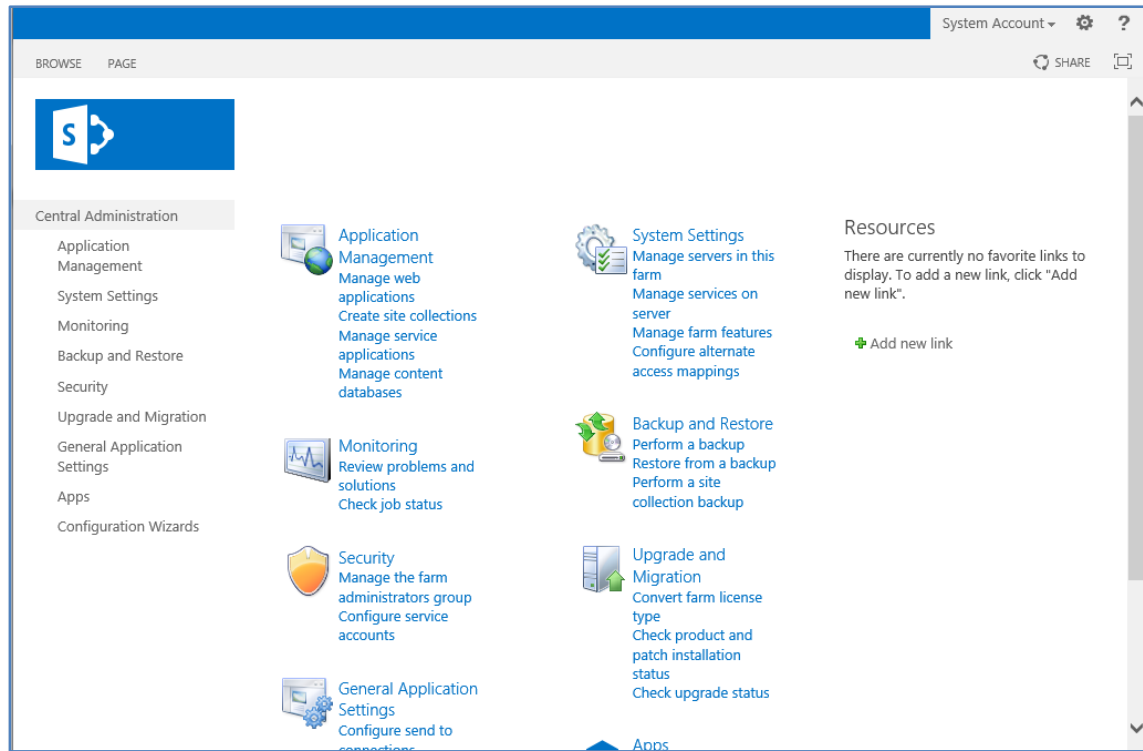 System Account
?
BROWSE PAGE
SHARE
S
Central Administration
Application
Management
System Settings
Monitoring
Backup and Restore
Security
Upgrade and Migration
General Application
Settings
Apps
Configuration Wizards
Application
Management
Manage web
applications
Create site collections
Manage service
applications
Manage content
databases
Monitoring
Review problems and
solutions
Check job status
Security
Manage the farm
administrators group
Configure service
accounts
General Application
Settings
Configure send to
connections
System Settings
Manage servers in this
farm
Manage services on
server
Manage farm features
Configure alternate
access mappings
Backup and Restore
Perform a backup
Restore from a backup
Perform a site
collection backup
Upgrade and
Migration
Convert farm license
type
Check product and
patch installation
status
Check upgrade status
Apps
Resources
There are currently no favorite links to
display. To add a new link, click "Add
new link".
Add new link